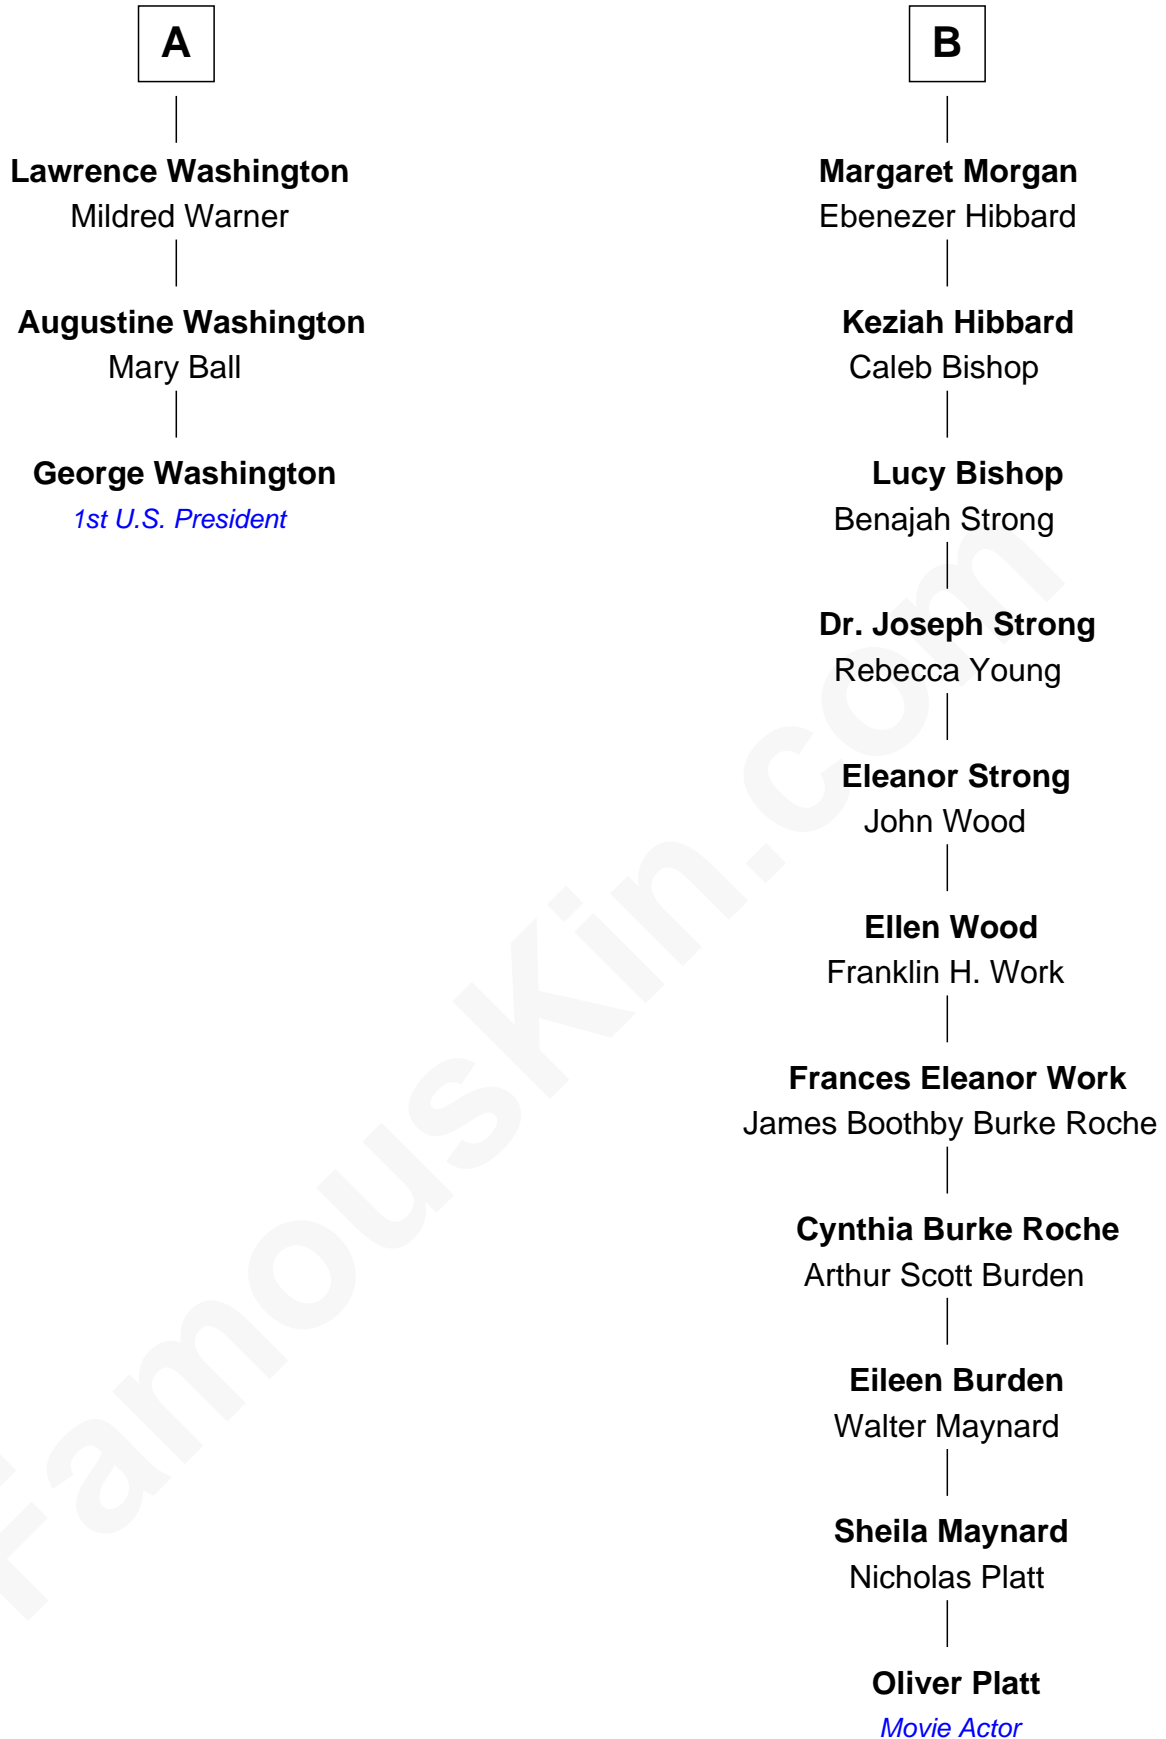 A
Lawrence Washington
Mildred Warner
Augustine Washington
Mary Ball
George Washington
1st U.S. President
B
Margaret Morgan
Ebenezer Hibbard
Keziah Hibbard
Caleb Bishop
Lucy Bishop
Benajah Strong
Dr. Joseph Strong
Rebecca Young
Eleanor Strong
John Wood
Ellen Wood
Franklin H. Work
Frances Eleanor Work
James Boothby Burke Roche
Cynthia Burke Roche
Arthur Scott Burden
Eileen Burden
Walter Maynard
Sheila Maynard
Nicholas Platt
Oliver Platt
Movie Actor
FamousKin.com